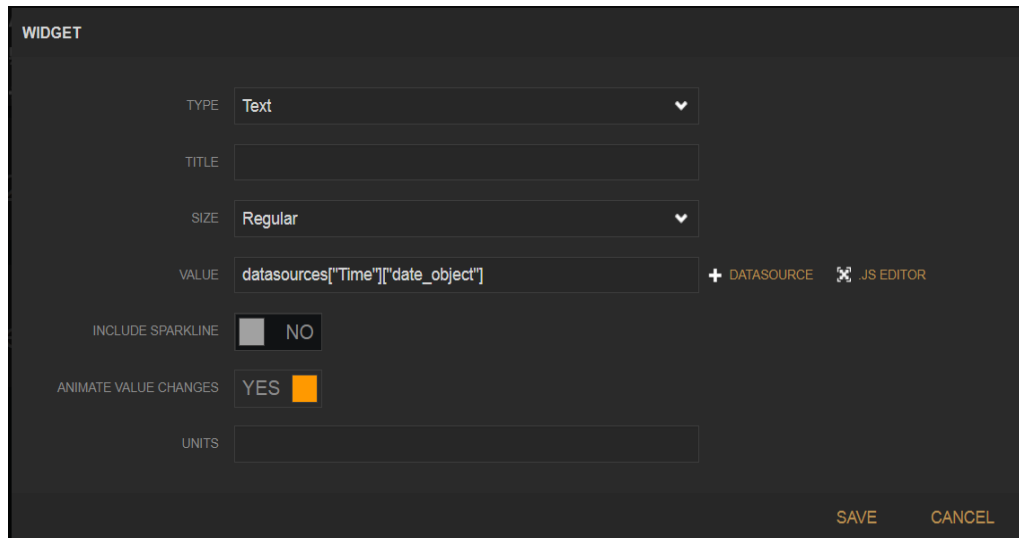 WIDGET
TYPE Text
TITLE
SIZE Regular
VALUE datasources["Time"]["date_object"] DATASOURCE .JS EDITOR
INCLUDE SPARKLINE NO
ANIMATE VALUE CHANGES YES
UNITS
SAVE CANCEL